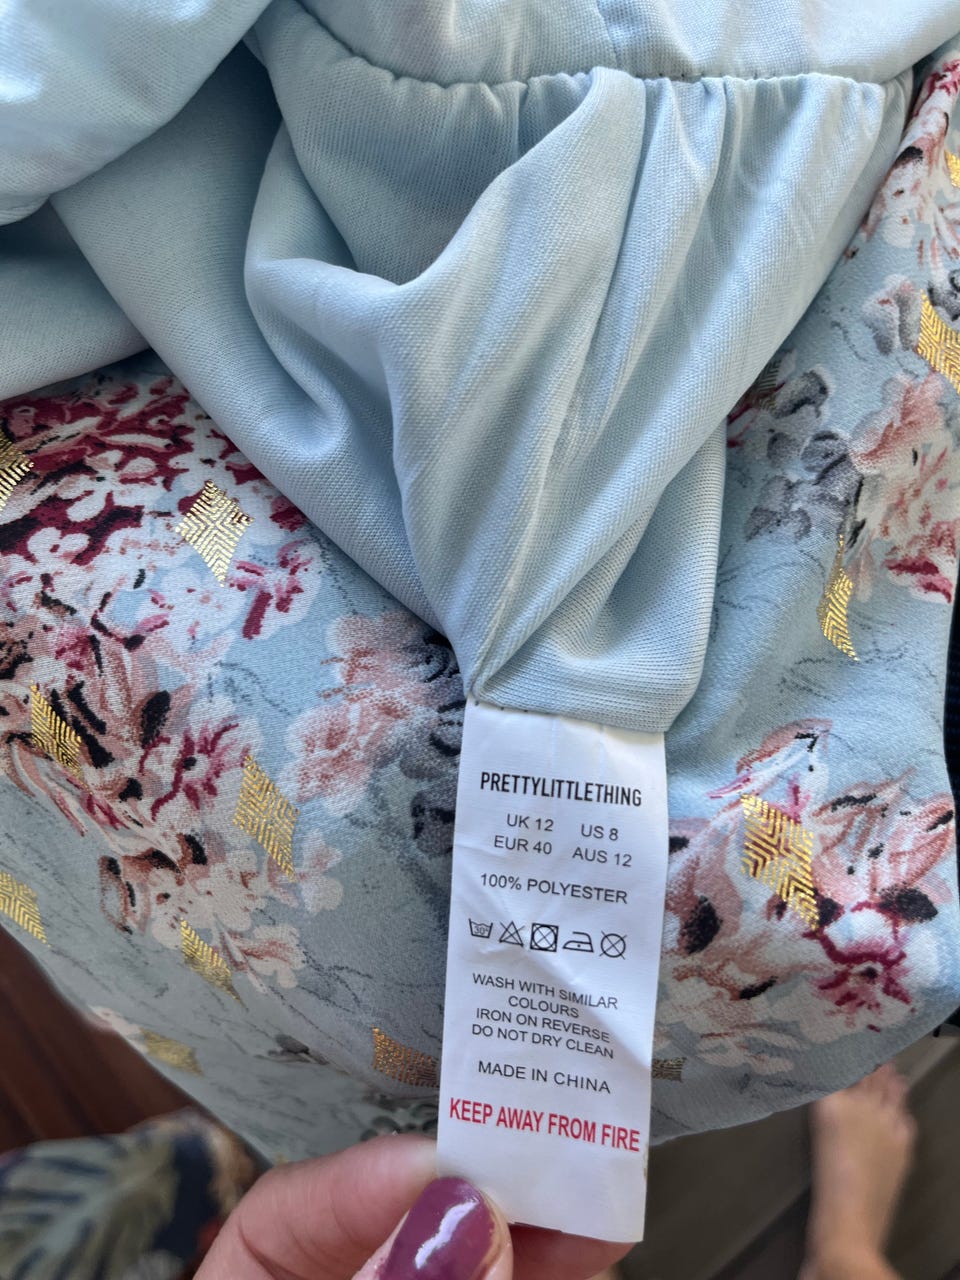 PRETTYLITTLETHING
UK 12 US 8
EUR 40 AUS 12
100% POLYESTER
30°
WASH WITH SIMILAR
COLOURS
IRON ON REVERSE
DO NOT DRY CLEAN
MADE IN CHINA
KEEP AWAY FROM FIRE